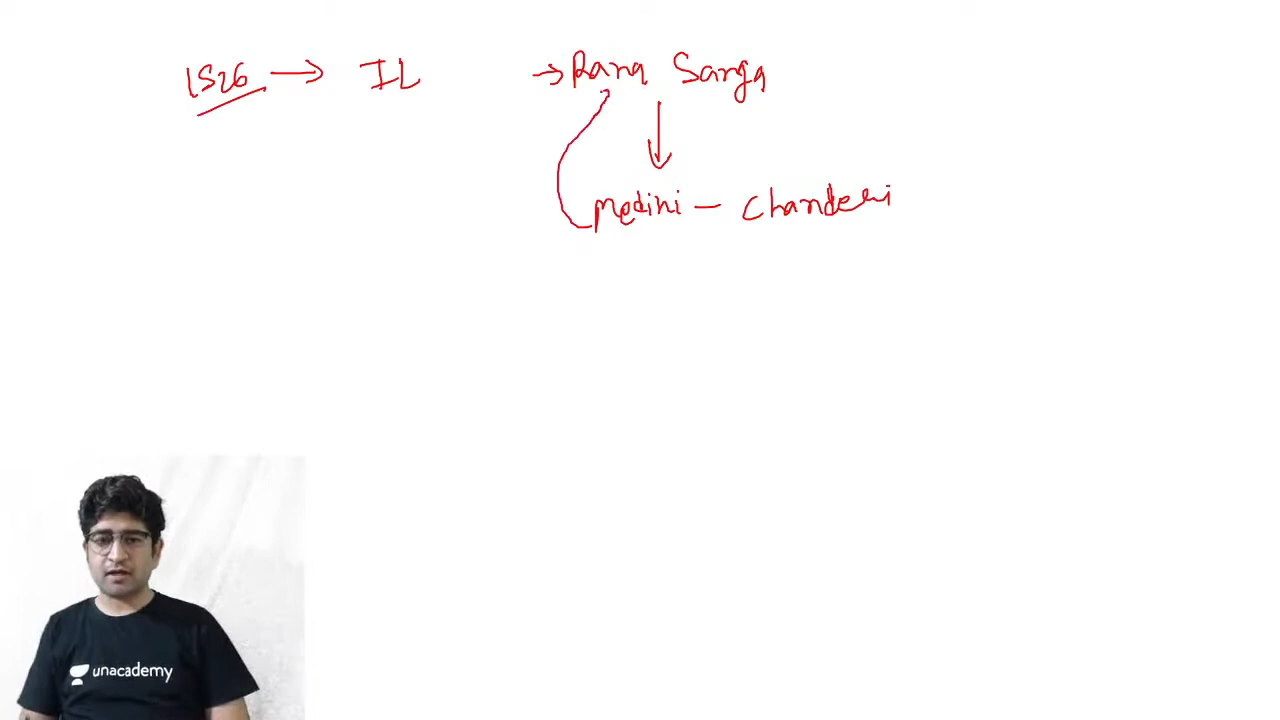 1526 → IL → Rana Sanga
Medini - Chanderi
unacademy